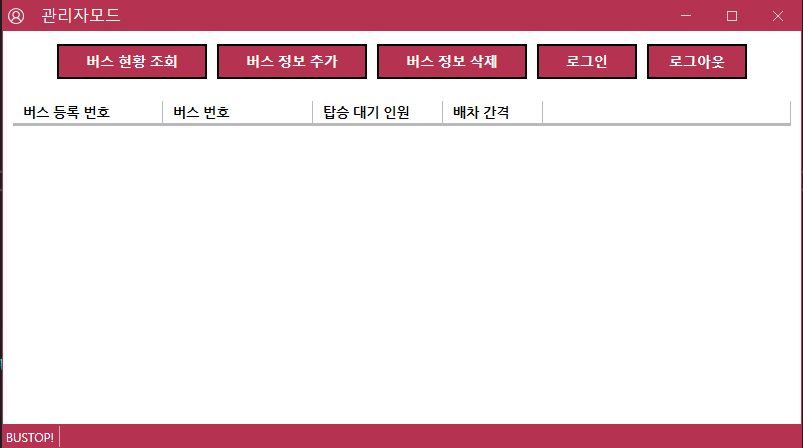 관리자모드
버스 현황 조회 버스 정보 추가 버스 정보 삭제 로그인 로그아웃
버스 등록 번호 버스 번호 탑승 대기 인원 배차 간격
BUSTOP!